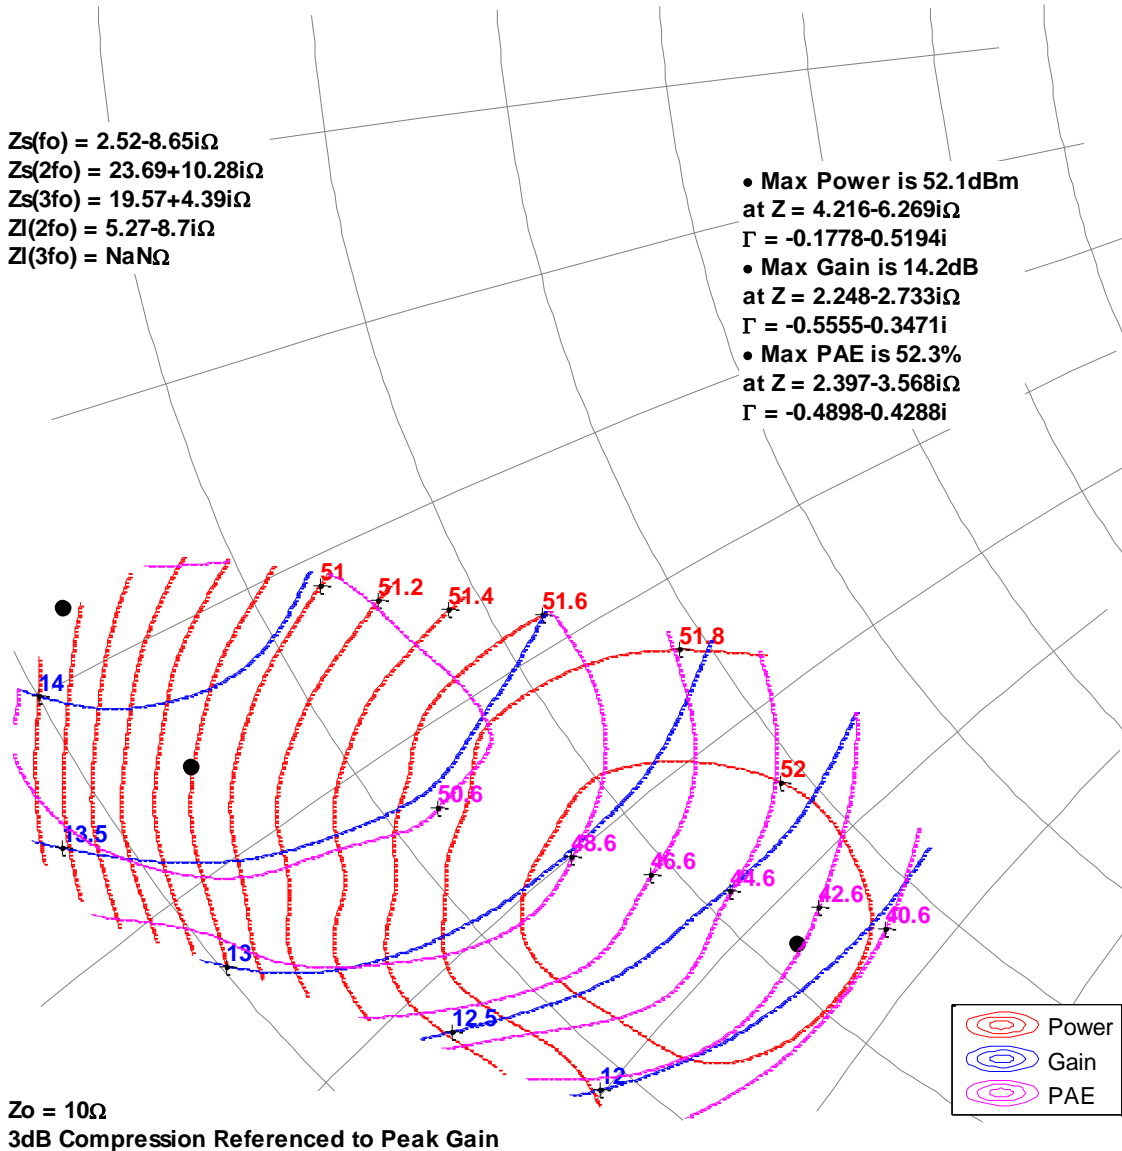 Zs(fo) = 2.52-8.65iΩ
Zs(2fo) = 23.69+10.28iΩ
Zs(3fo) = 19.57+4.39iΩ
Zl(2fo) = 5.27-8.7iΩ
Zl(3fo) = NaNΩ
• Max Power is 52.1dBm
at Z = 4.216-6.269iΩ
Γ = -0.1778-0.5194i
• Max Gain is 14.2dB
at Z = 2.248-2.733iΩ
Γ = -0.5555-0.3471i
• Max PAE is 52.3%
at Z = 2.397-3.568iΩ
Γ = -0.4898-0.4288i
51
51.2
51.4
51.6
51.8
14
52
50.6
13.5
48.6
46.6
44.6
42.6
40.6
13
12.5
12
Power
Gain
PAE
Zo = 10Ω
3dB Compression Referenced to Peak Gain